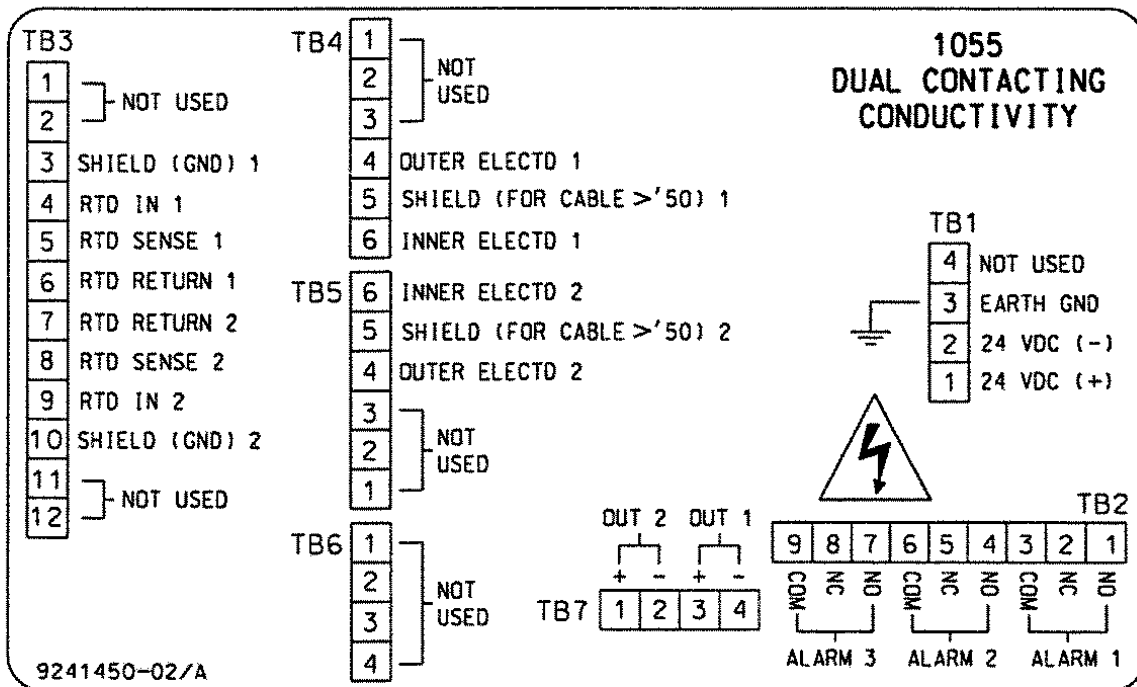 1055
DUAL CONTACTING
CONDUCTIVITY
TB3
1
2
NOT USED
3 SHIELD (GND) 1
4 RTD IN 1
5 RTD SENSE 1
6 RTD RETURN 1
7 RTD RETURN 2
8 RTD SENSE 2
9 RTD IN 2
10 SHIELD (GND) 2
11
12
NOT USED
TB4
1
2
3
NOT
USED
4 OUTER ELECTD 1
5 SHIELD (FOR CABLE >'50) 1
6 INNER ELECTD 1
TB5
6 INNER ELECTD 2
5 SHIELD (FOR CABLE >'50) 2
4 OUTER ELECTD 2
3
2
1
NOT
USED
TB6
1
2
3
4
NOT
USED
TB1
4 NOT USED
3 EARTH GND
2 24 VDC (-)
1 24 VDC (+)
OUT 2 OUT 1
+ - + -
TB7 1 2 3 4
TB2
9 8 7 6 5 4 3 2 1
COM NC NO COM NC NO COM NC NO
ALARM 3 ALARM 2 ALARM 1
9241450-02/A